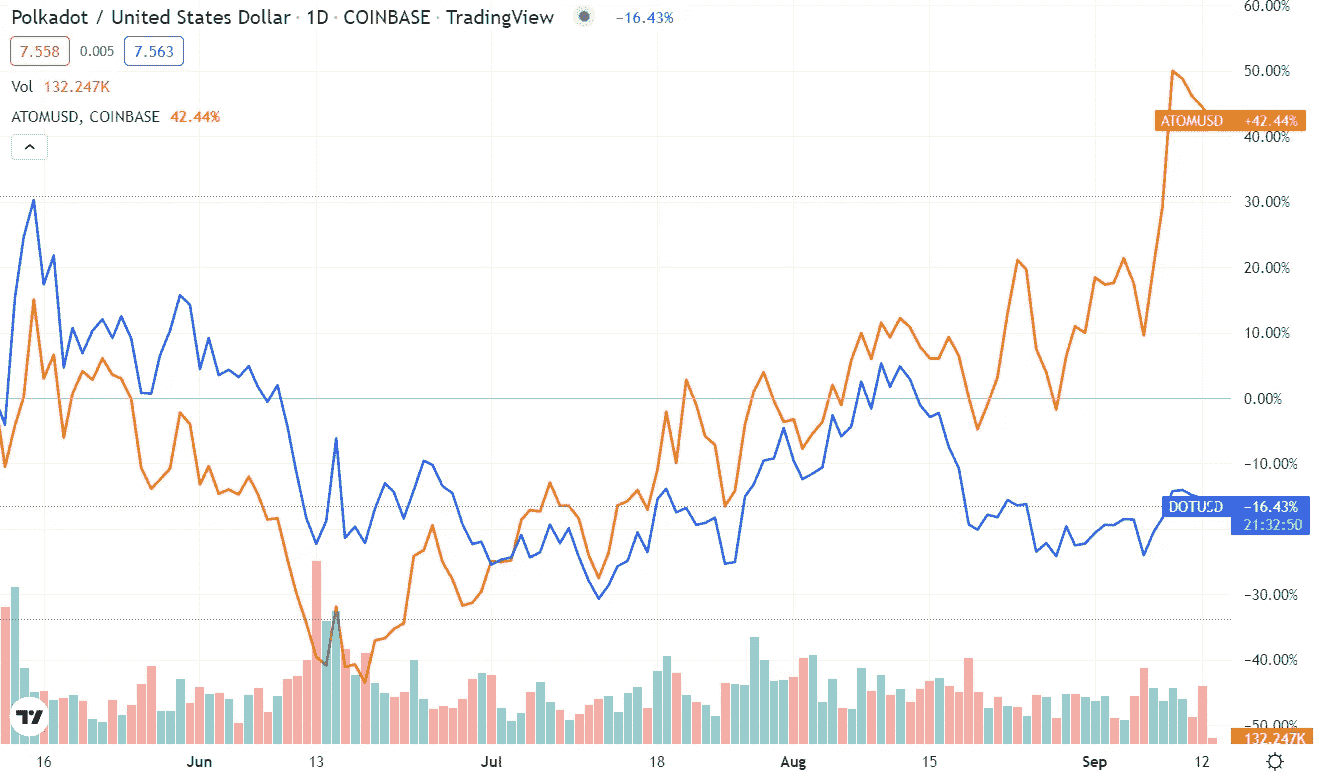 Polkadot / United States Dollar · 1D · COINBASE · TradingView −16.43%
7.558 0.005 7.563
Vol 132.247K
ATOMUSD, COINBASE 42.44%
60.00%
50.00%
ATOMUSD +42.44%
40.00%
30.00%
20.00%
10.00%
0.00%
−10.00%
DOTUSD −16.43%
21:32:50
−30.00%
−40.00%
−50.00%
132.247K
16 Jun 13 Jul 18 Aug 15 Sep 12